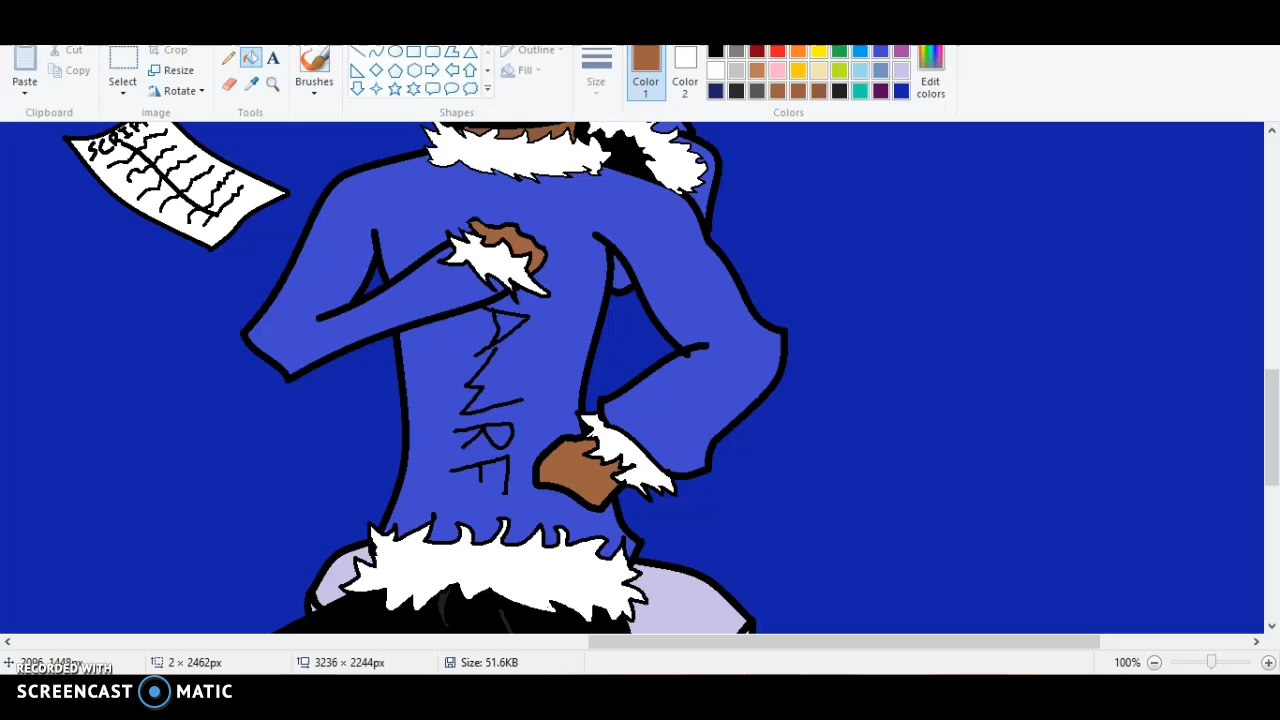 Cut
Crop
Outline
Copy
Resize
Fill
Paste
Select
Rotate
Brushes
Size
Color
1
Color
2
Edit
colors
Clipboard
Image
Tools
Shapes
Colors
AWRF
2 × 2462px
3236 × 2244px
Size: 51.6KB
100%
RECORDED WITH
SCREENCAST MATIC